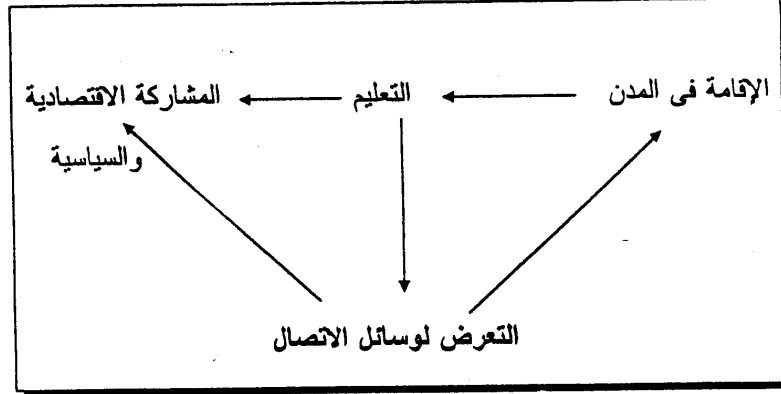 الإقامة فى المدن
التعليم
المشاركة الاقتصادية
والسياسية
التعرض لوسائل الاتصال